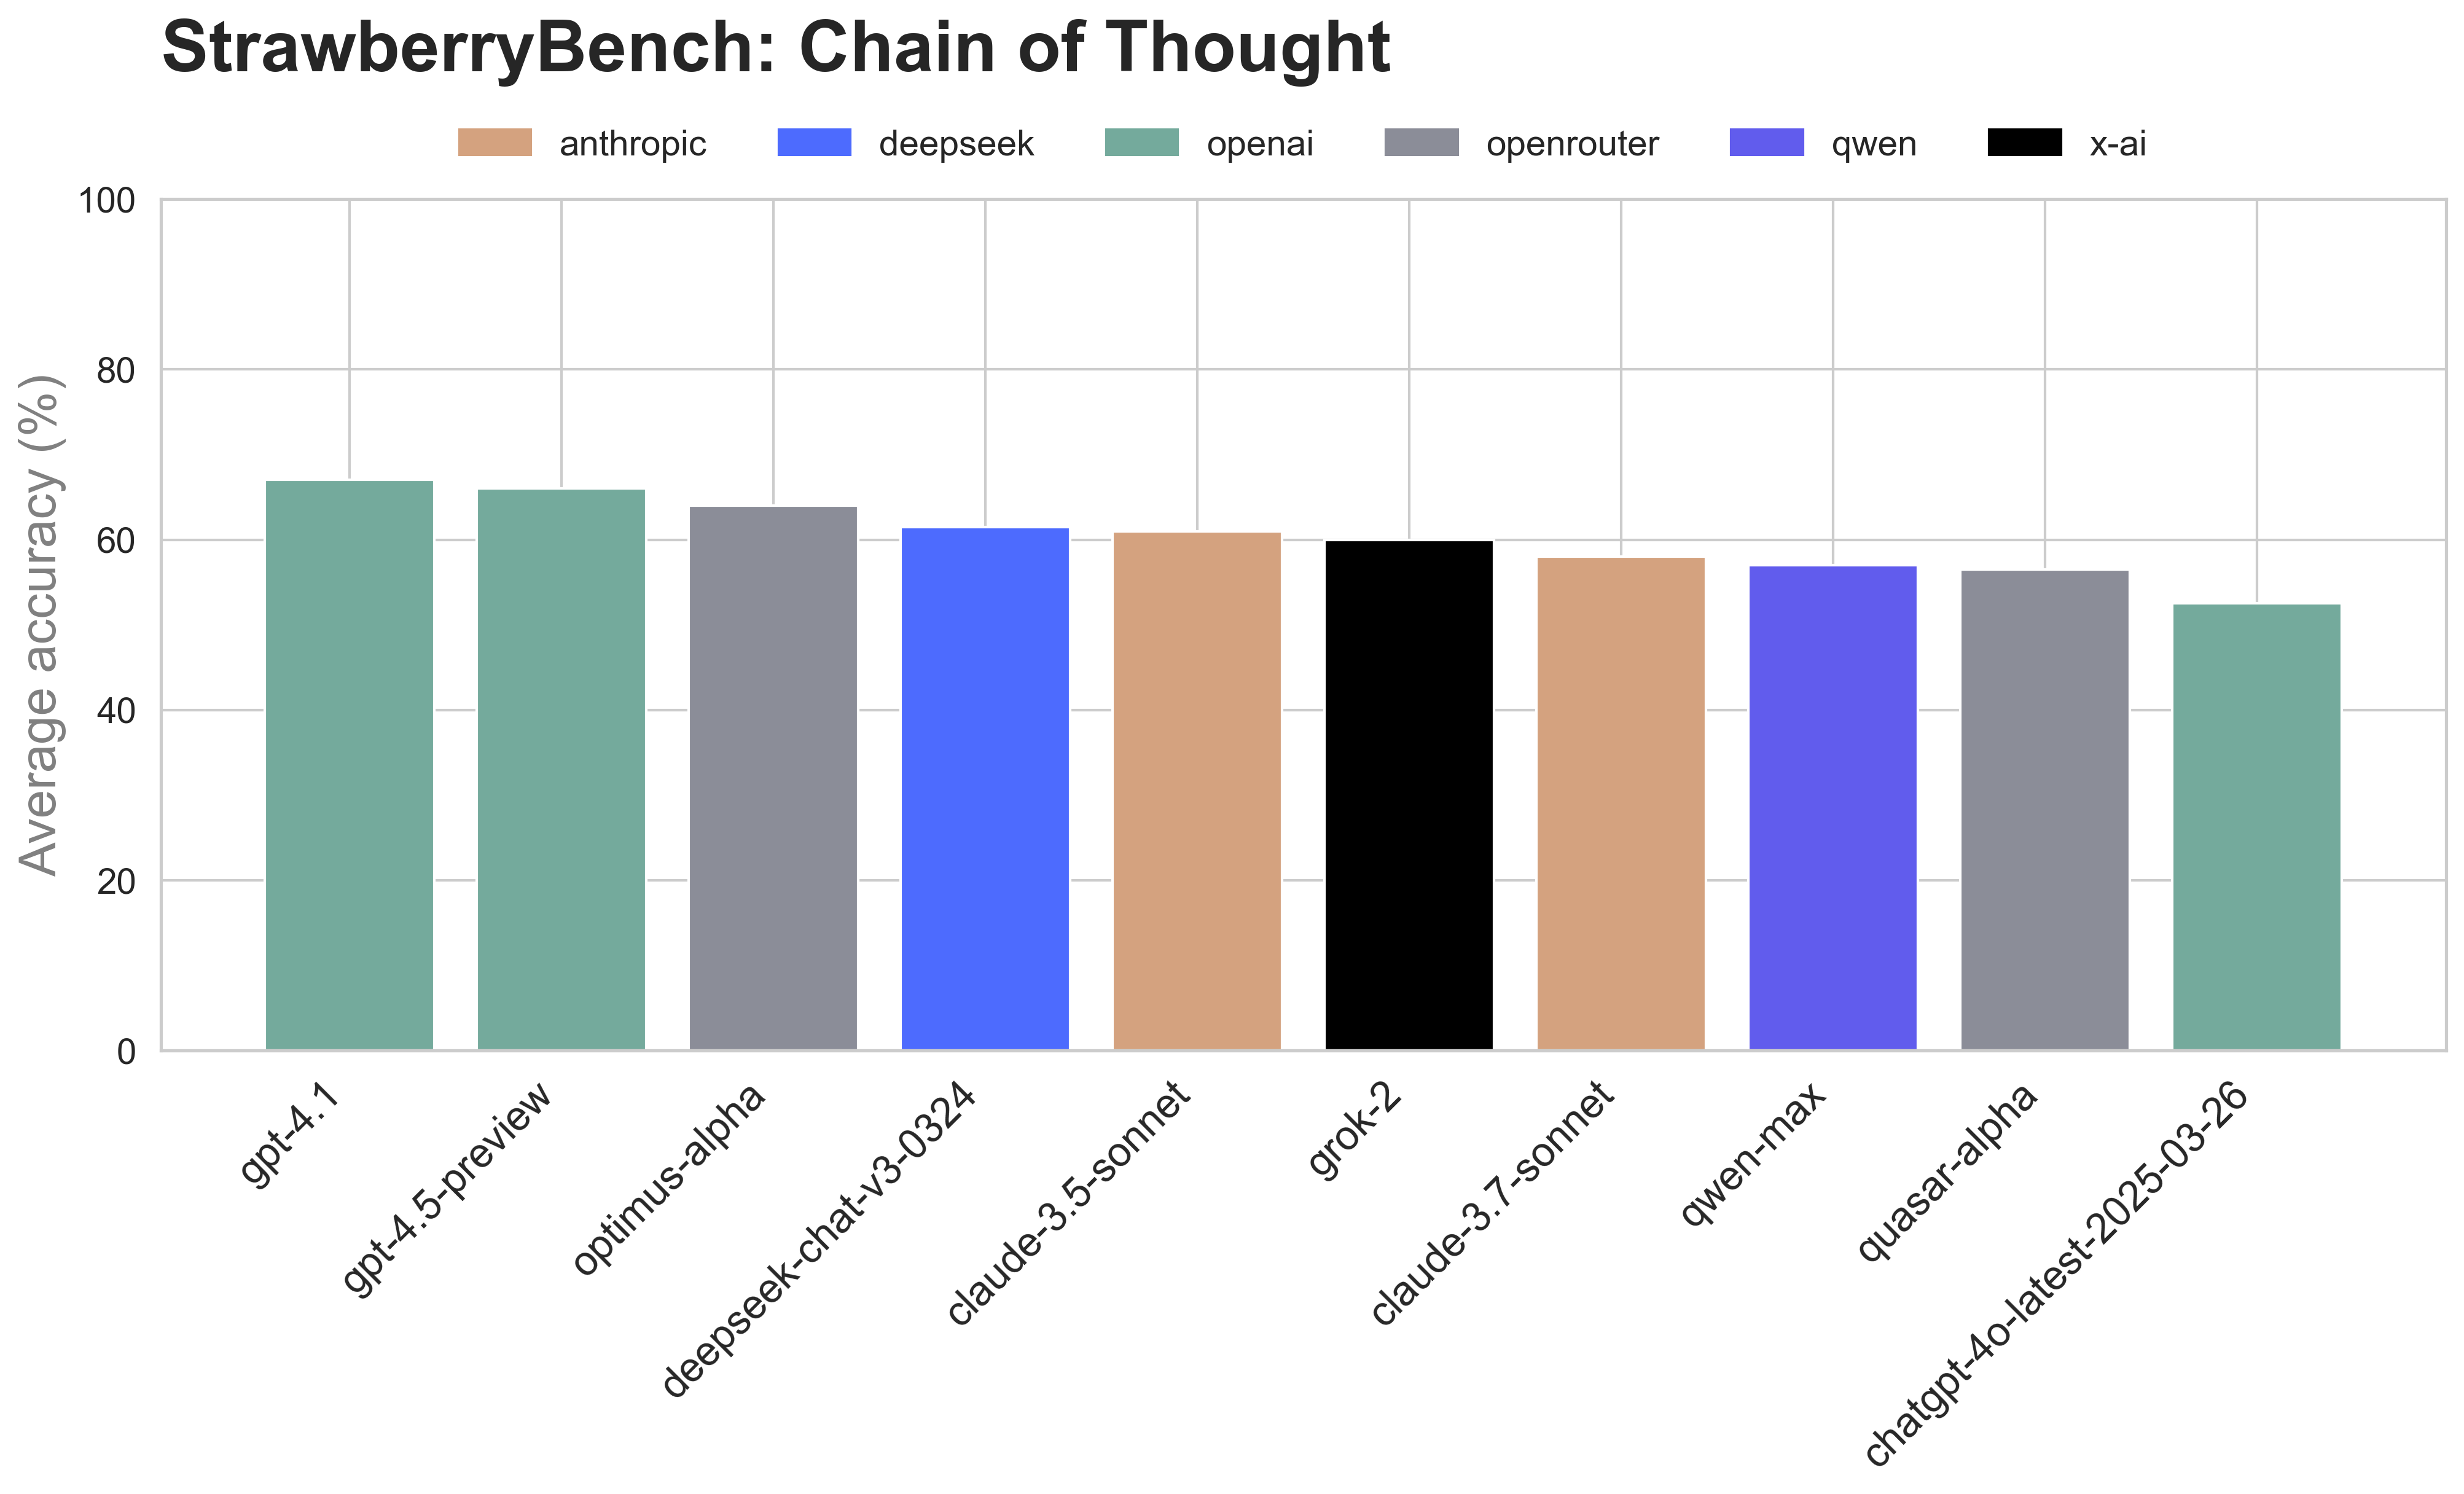 StrawberryBench: Chain of Thought
anthropic
deepseek
openai
openrouter
qwen
x-ai
Average accuracy (%)
100
80
60
40
20
0
gpt-4.1
gpt-4.5-preview
optimus-alpha
deepseek-chat-v3-0324
claude-3.5-sonnet
grok-2
claude-3.7-sonnet
qwen-max
quasar-alpha
chatgpt-4o-latest-2025-03-26